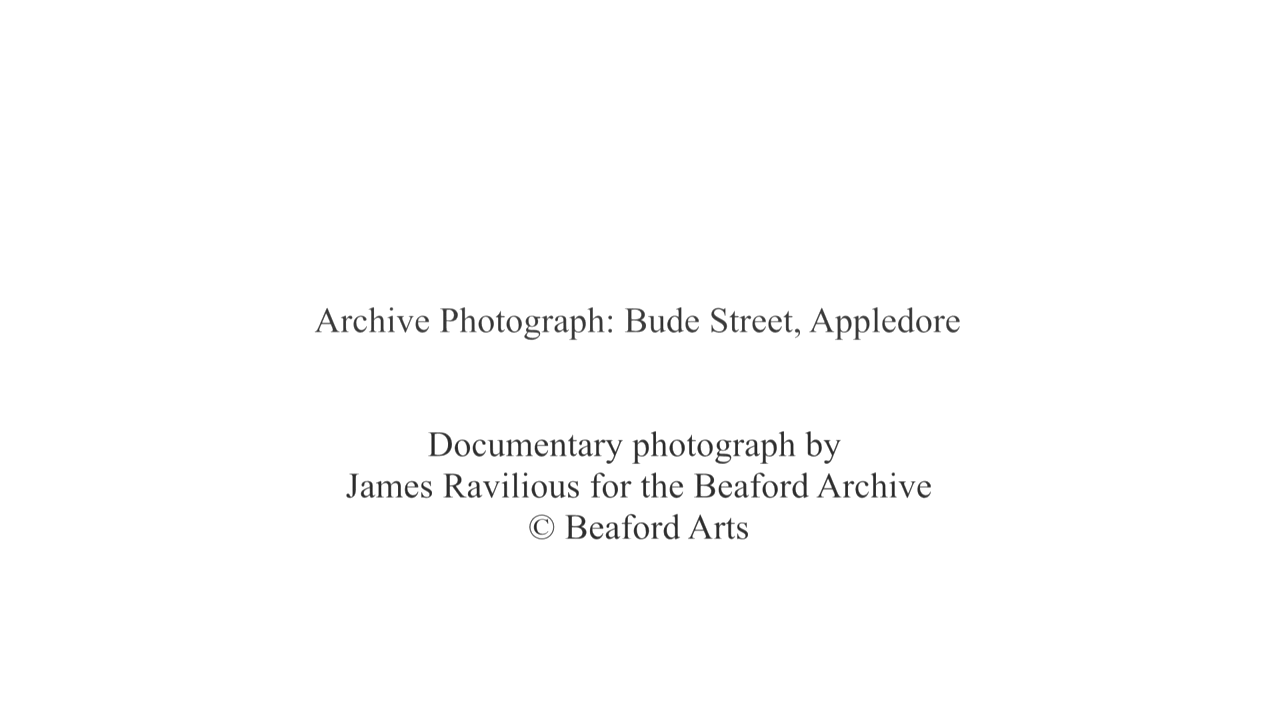 Archive Photograph: Bude Street, Appledore
Documentary photograph by
James Ravilious for the Beaford Archive
© Beaford Arts